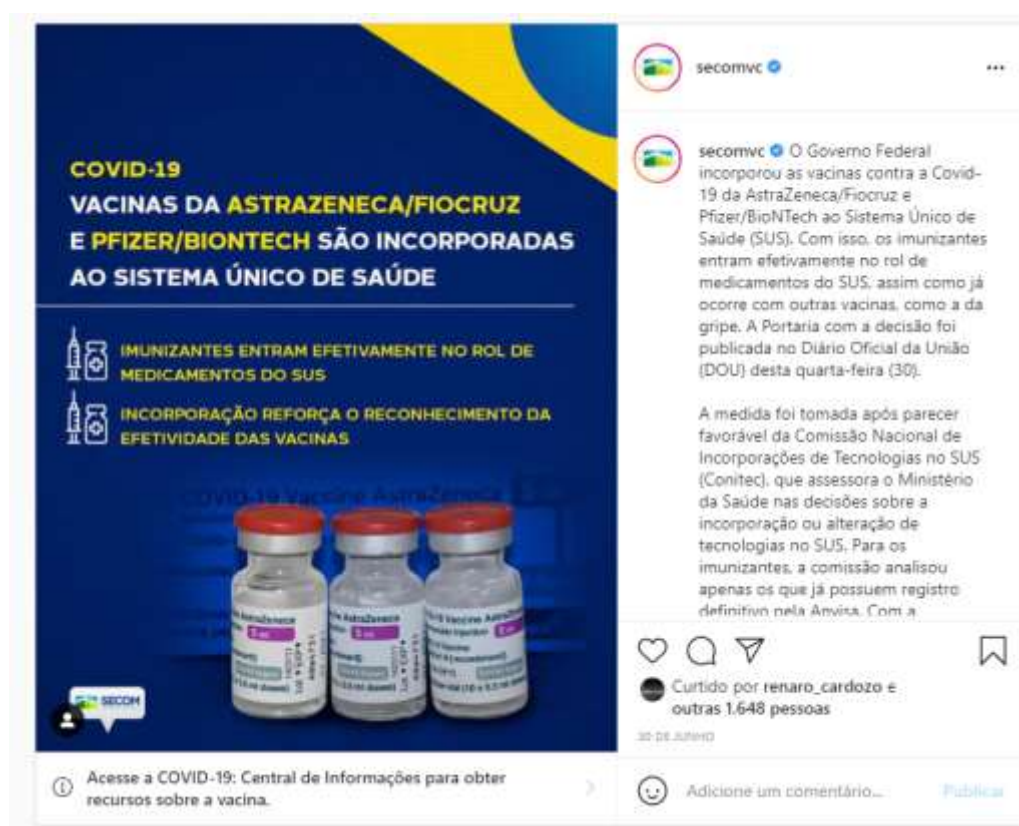 COVID-19
VACINAS DA ASTRAZENECA/FIOCRUZ
E PFIZER/BIONTECH SÃO INCORPORADAS
AO SISTEMA ÚNICO DE SAÚDE
IMUNIZANTES ENTRAM EFETIVAMENTE NO ROL DE
MEDICAMENTOS DO SUS
INCORPORAÇÃO REFORÇA O RECONHECIMENTO DA
EFETIVIDADE DAS VACINAS
COVID-19 Vaccine AstraZeneca
SECOM
Acesse a COVID-19: Central de Informações para obter
recursos sobre a vacina.
secomvc
secomvc O Governo Federal
incorporou as vacinas contra a Covid-
19 da AstraZeneca/Fiocruz e
Pfizer/BioNTech ao Sistema Único de
Saúde (SUS). Com isso, os imunizantes
entram efetivamente no rol de
medicamentos do SUS, assim como já
ocorre com outras vacinas, como a da
gripe. A Portaria com a decisão foi
publicada no Diário Oficial da União
(DOU) desta quarta-feira (30).
A medida foi tomada após parecer
favorável da Comissão Nacional de
Incorporações de Tecnologias no SUS
(Conitec), que assessora o Ministério
da Saúde nas decisões sobre a
incorporação ou alteração de
tecnologias no SUS. Para os
imunizantes, a comissão analisou
apenas os que já possuem registro
definitivo pela Anvisa. Com a
Curtido por renaro_cardozo e
outras 1.648 pessoas
30 DE JUNHO
Adicione um comentário... Publicar